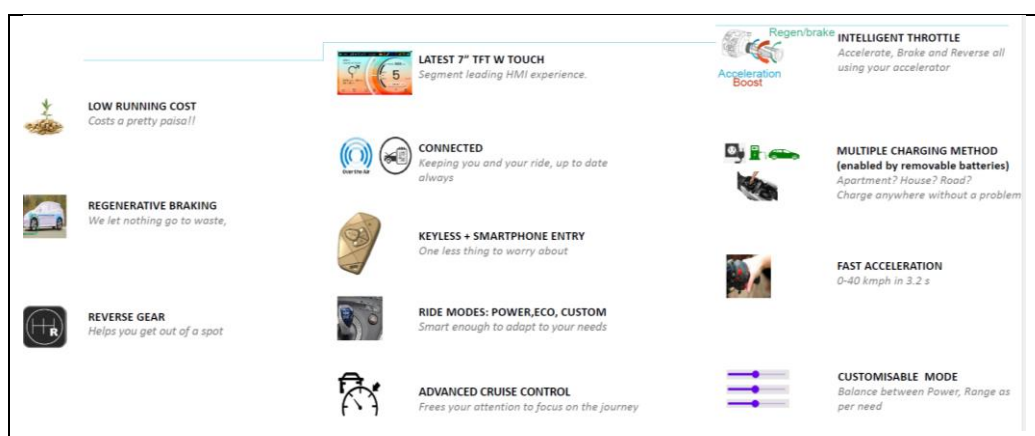 LOW RUNNING COST
Costs a pretty paisa!!
REGENERATIVE BRAKING
We let nothing go to waste,
REVERSE GEAR
Helps you get out of a spot
R
LATEST 7" TFT W TOUCH
Segment leading HMI experience.
5
CONNECTED
Keeping you and your ride, up to date
always
Over the Air
KEYLESS + SMARTPHONE ENTRY
One less thing to worry about
RIDE MODES: POWER,ECO, CUSTOM
Smart enough to adapt to your needs
ADVANCED CRUISE CONTROL
Frees your attention to focus on the journey
Regen/brake
Acceleration
Boost
INTELLIGENT THROTTLE
Accelerate, Brake and Reverse all
using your accelerator
MULTIPLE CHARGING METHOD
(enabled by removable batteries)
Apartment? House? Road?
Charge anywhere without a problem
FAST ACCELERATION
0-40 kmph in 3.2 s
CUSTOMISABLE MODE
Balance between Power, Range as
per need